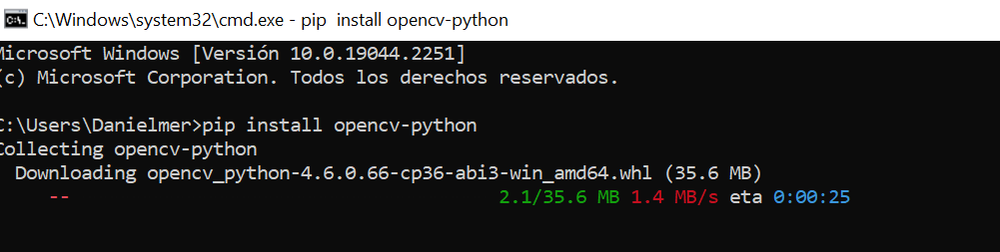 C:\Windows\system32\cmd.exe - pip  install opencv-python
Microsoft Windows [Versión 10.0.19044.2251]
(c) Microsoft Corporation. Todos los derechos reservados.
C:\Users\Danielmer>pip install opencv-python
Collecting opencv-python
  Downloading opencv_python-4.6.0.66-cp36-abi3-win_amd64.whl (35.6 MB)
     -- 2.1/35.6 MB 1.4 MB/s eta 0:00:25